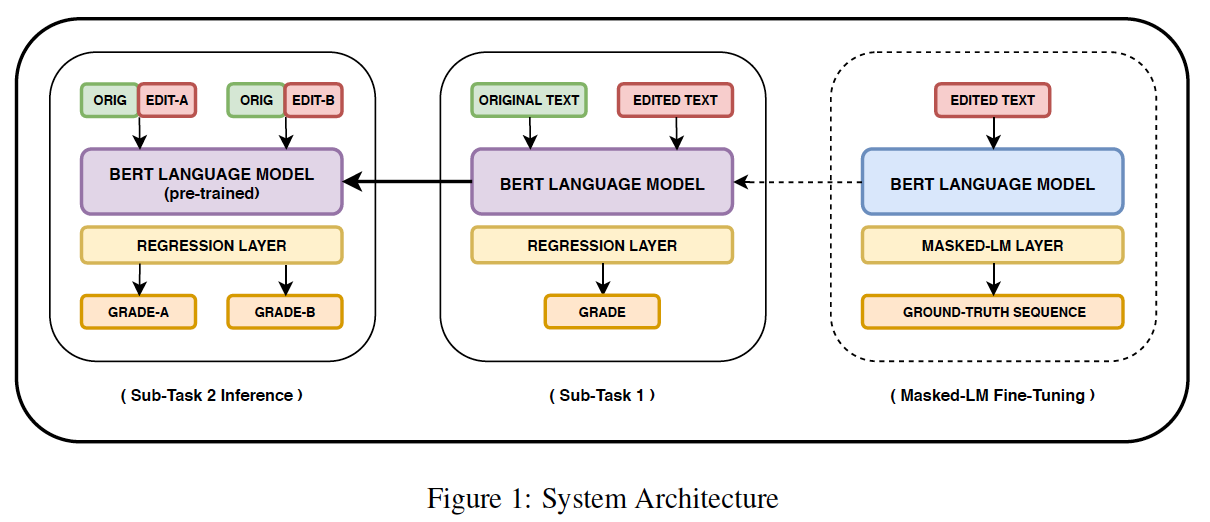 ORIG EDIT-A ORIG EDIT-B
BERT LANGUAGE MODEL
(pre-trained)
REGRESSION LAYER
GRADE-A GRADE-B
( Sub-Task 2 Inference )
ORIGINAL TEXT EDITED TEXT
BERT LANGUAGE MODEL
REGRESSION LAYER
GRADE
( Sub-Task 1 )
EDITED TEXT
BERT LANGUAGE MODEL
MASKED-LM LAYER
GROUND-TRUTH SEQUENCE
( Masked-LM Fine-Tuning )
Figure 1: System Architecture